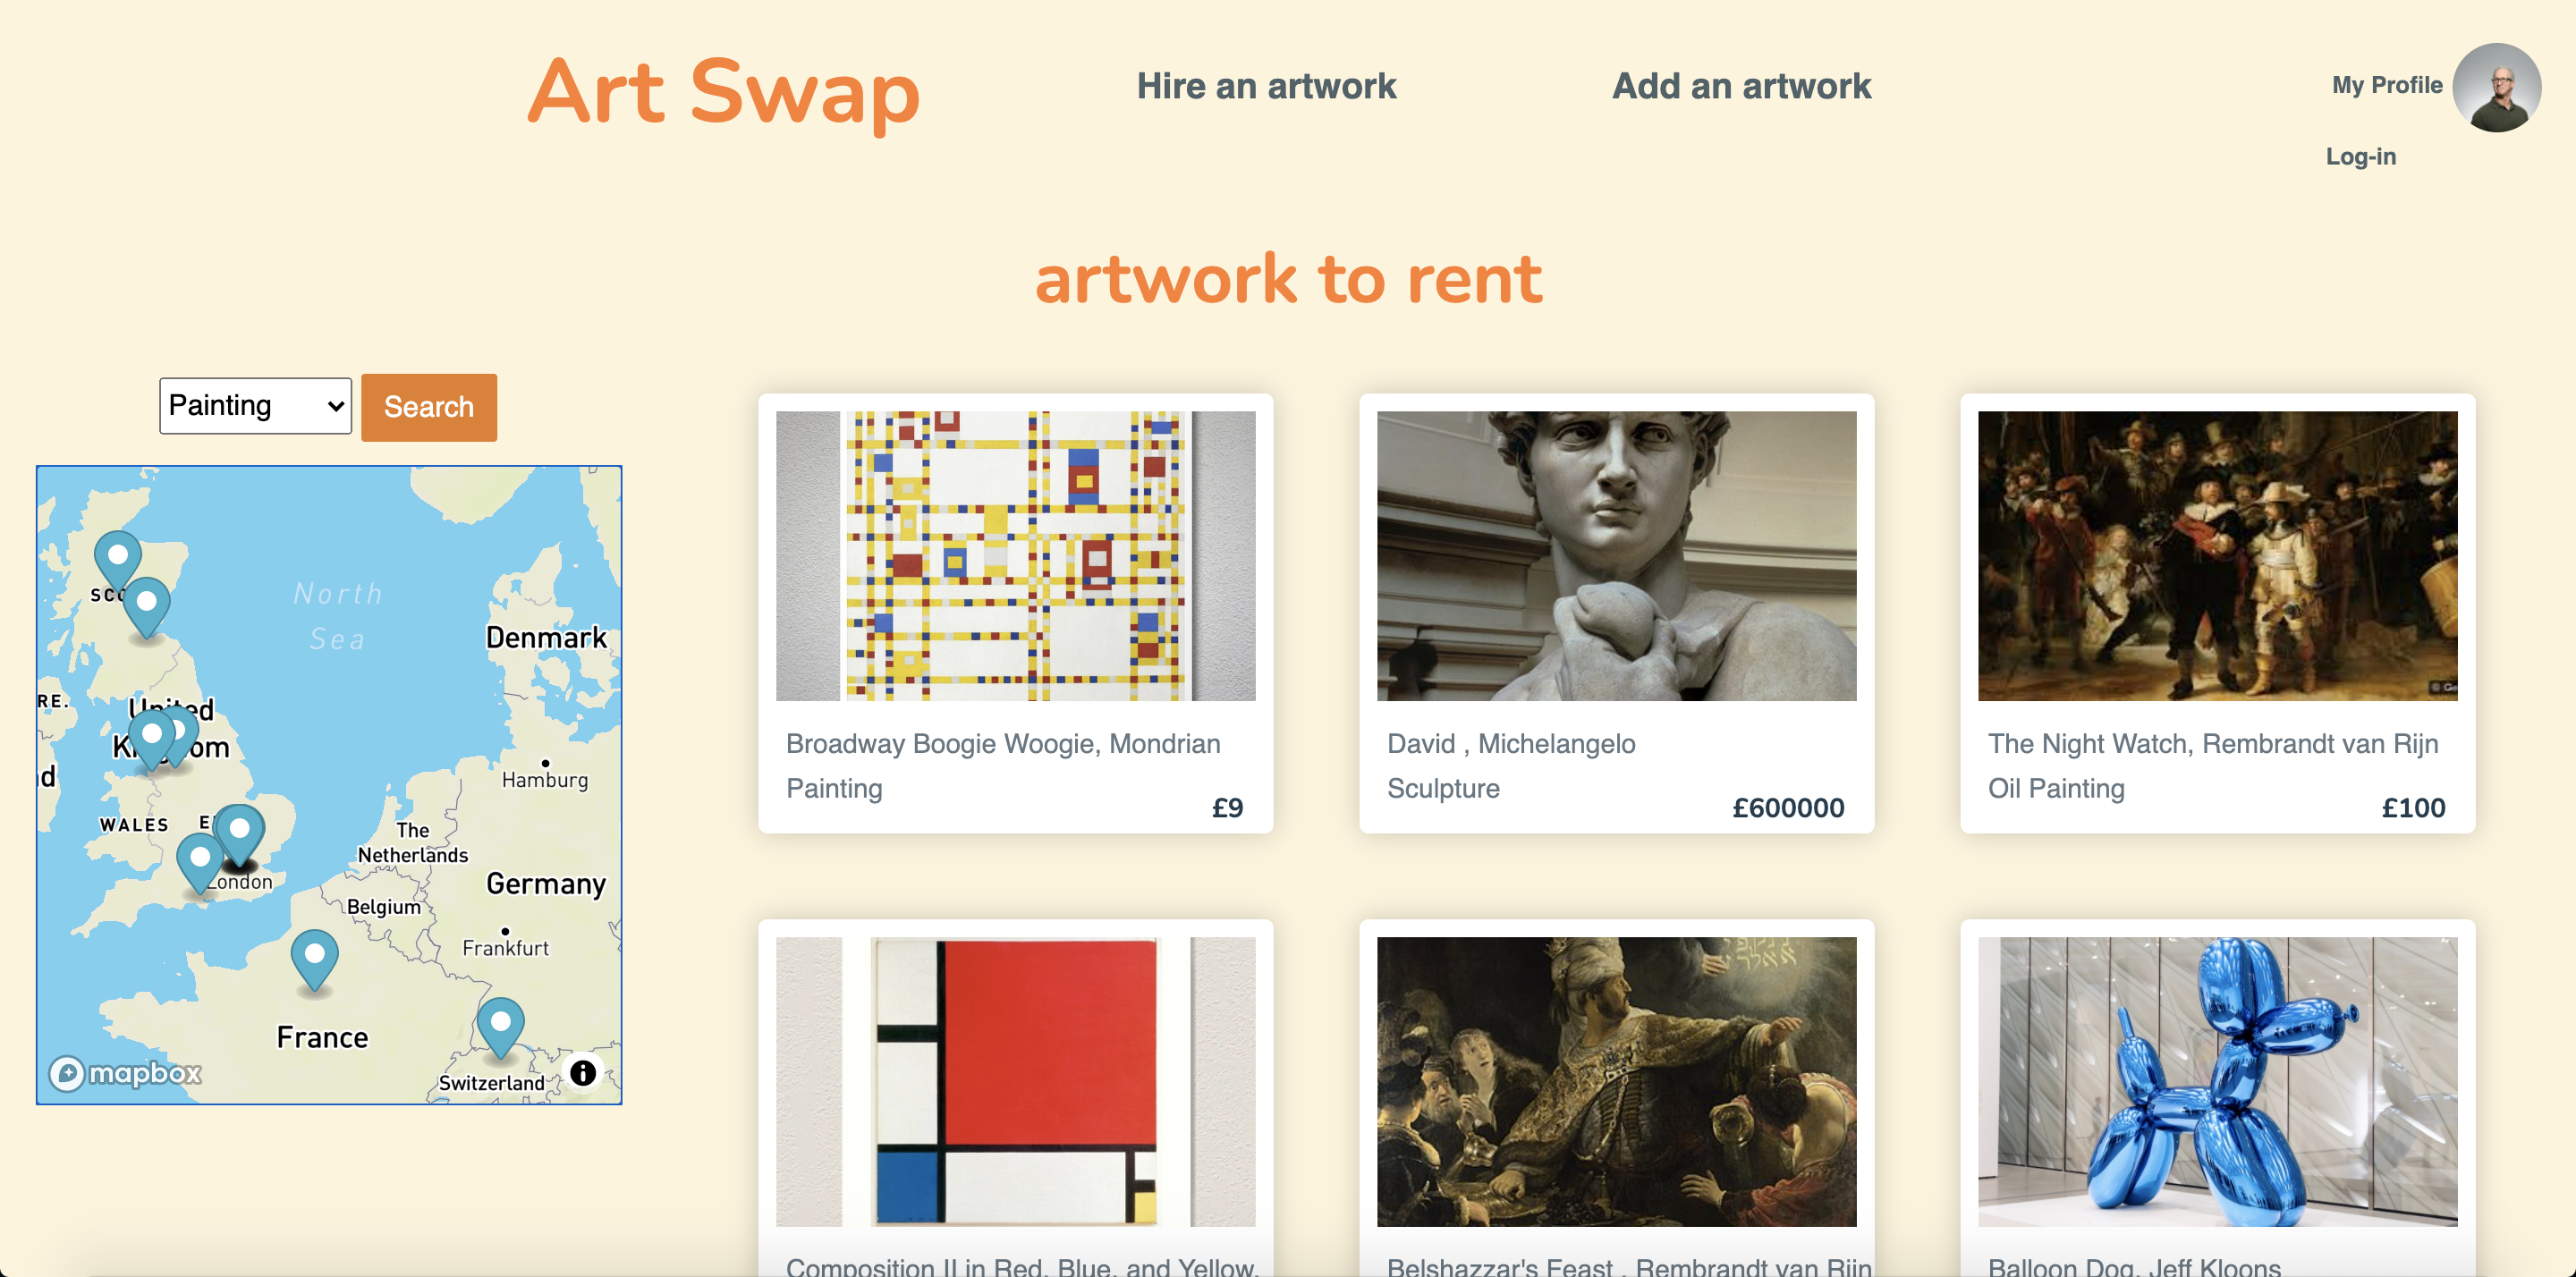 Art Swap
Hire an artwork
Add an artwork
My Profile
Log-in
artwork to rent
Painting
Search
North
Sea
Denmark
RE.
United
Hamburg
WALES
The
Netherlands
London
Germany
Belgium
Frankfurt
France
Switzerland
mapbox
Broadway Boogie Woogie, Mondrian
Painting
£9
David , Michelangelo
Sculpture
£600000
The Night Watch, Rembrandt van Rijn
Oil Painting
£100
Composition II in Red, Blue, and Yellow,
Belshazzar's Feast , Rembrandt van Rijn
Balloon Dog, Jeff Kloons